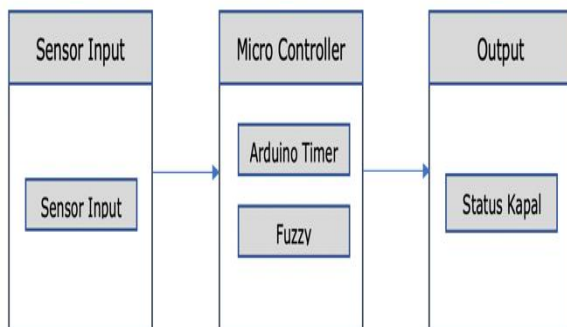 Sensor Input
Micro Controller
Output
Sensor Input
Arduino Timer
Fuzzy
Status Kapal